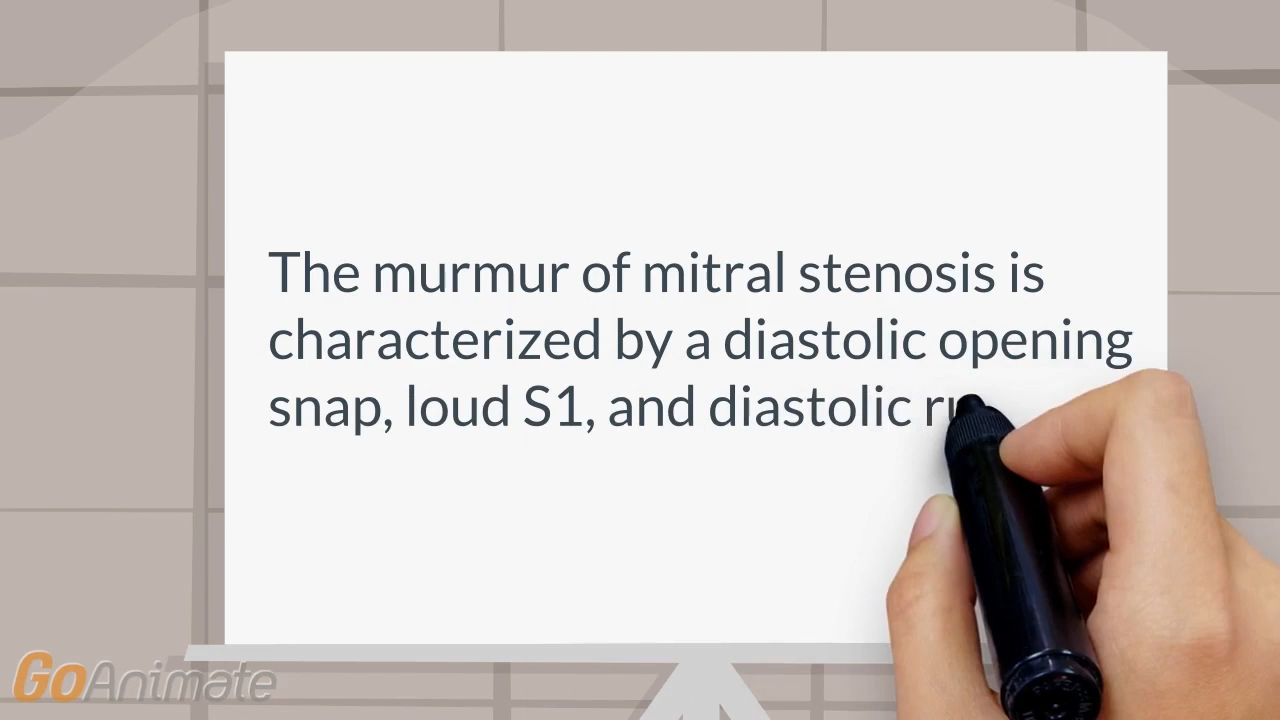 The murmur of mitral stenosis is
characterized by a diastolic opening
snap, loud S1, and diastolic
GoAnimate